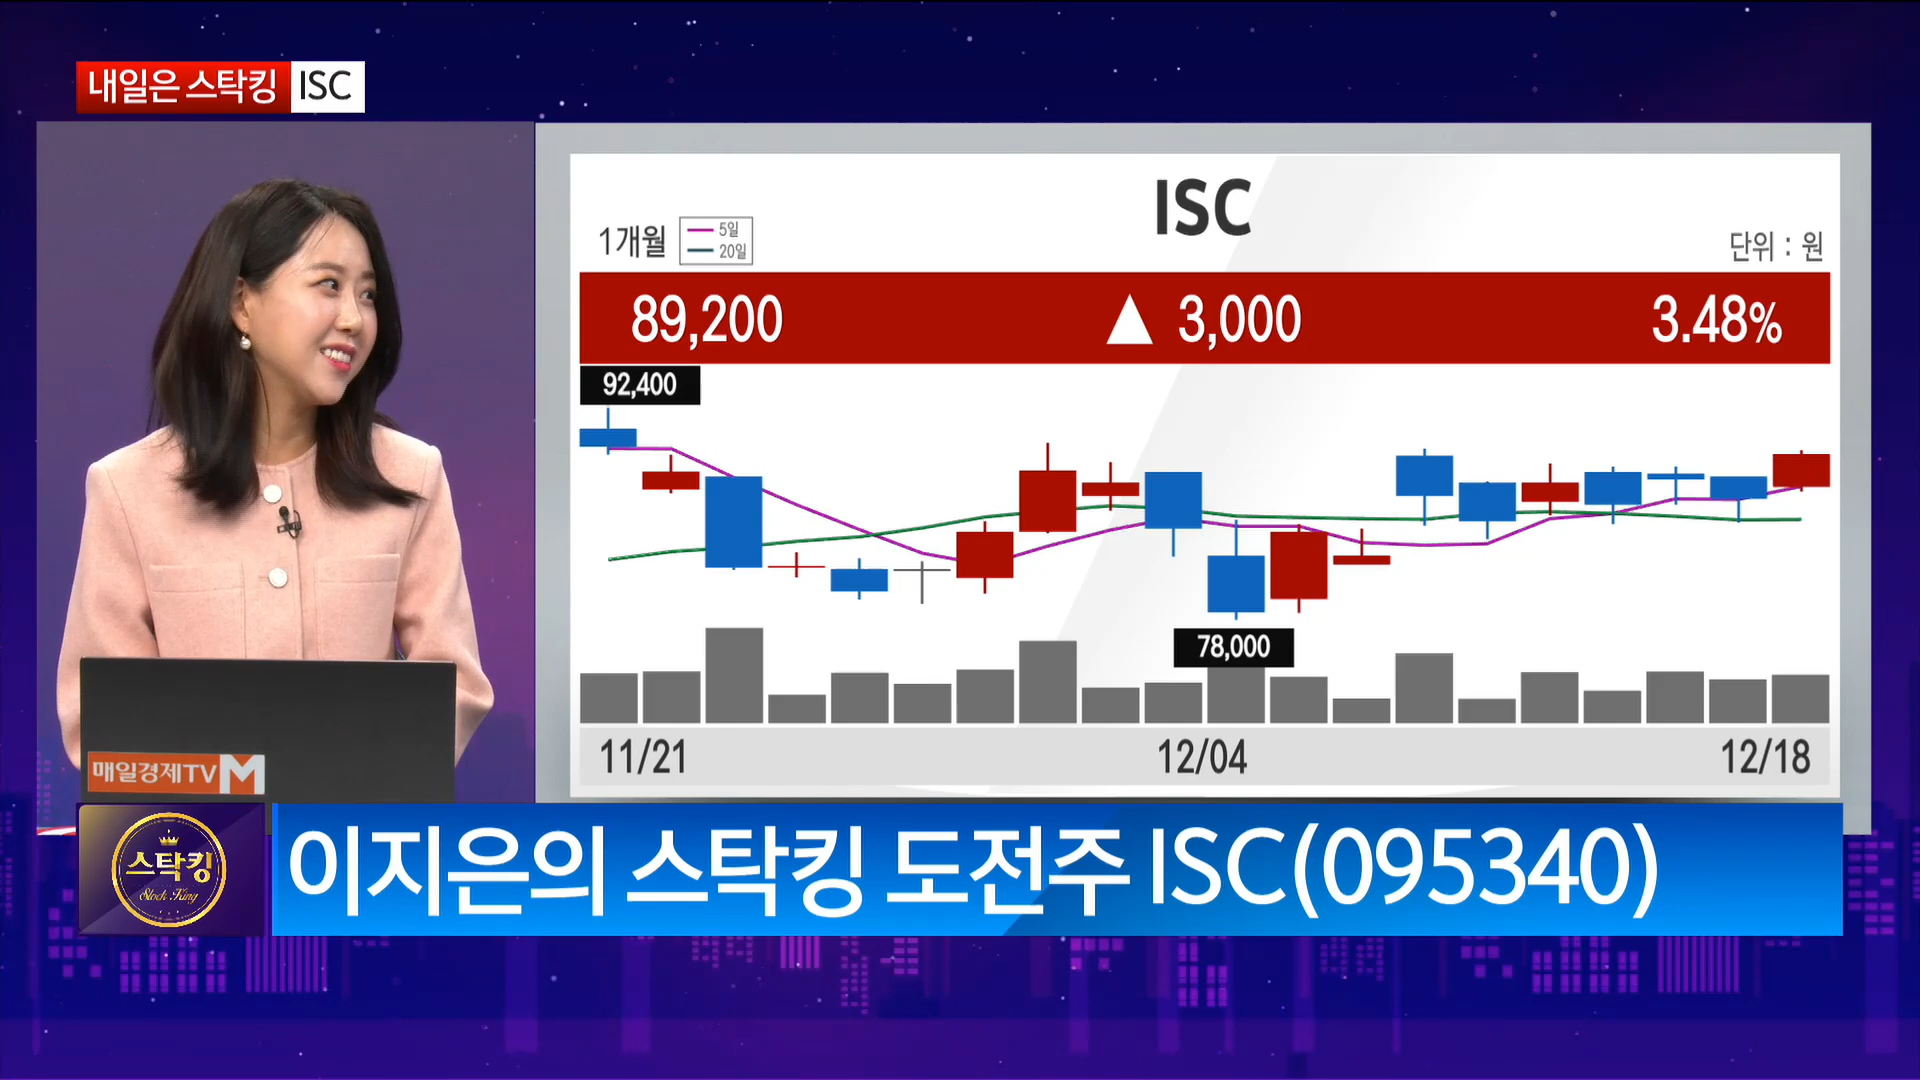 내일은 스탁킹 ISC
ISC
1개월
5일
20일
단위 : 원
89,200 ▲ 3,000 3.48%
92,400
78,000
11/21 12/04 12/18
매일경제TV M
스탁킹
Stock King
이지은의 스탁킹 도전주 ISC(095340)